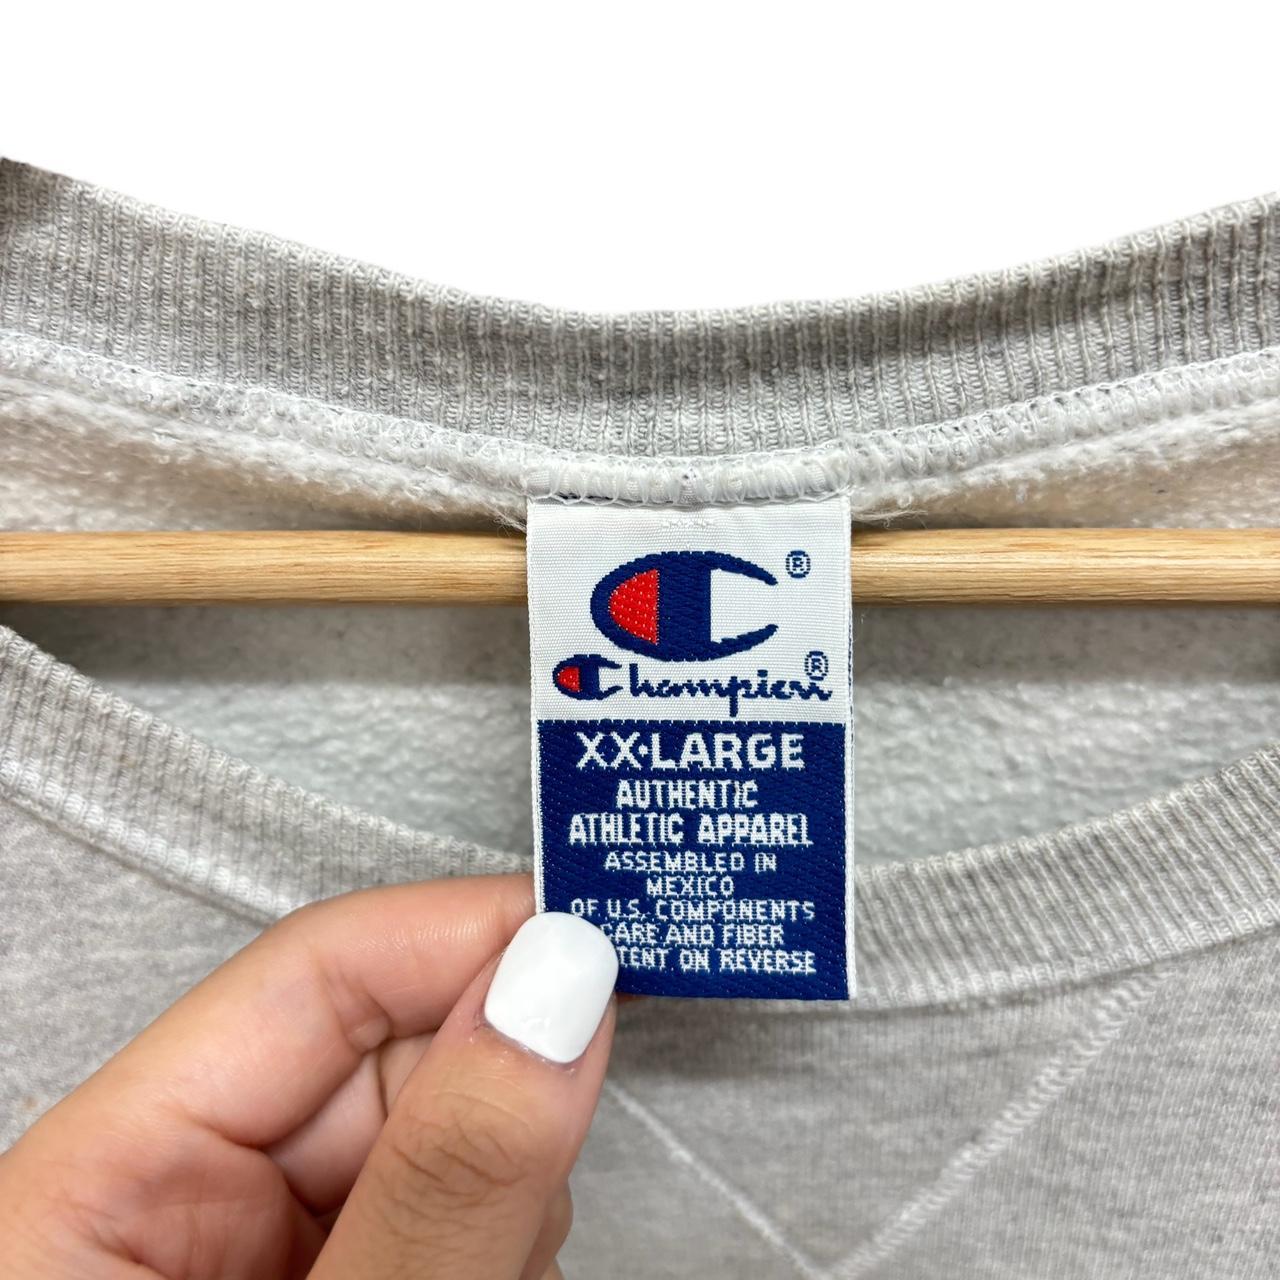 ®
Champion®
XX-LARGE
AUTHENTIC
ATHLETIC APPAREL
ASSEMBLED IN
MEXICO
OF U.S. COMPONENTS
CARE AND FIBER
TENT ON REVERSE